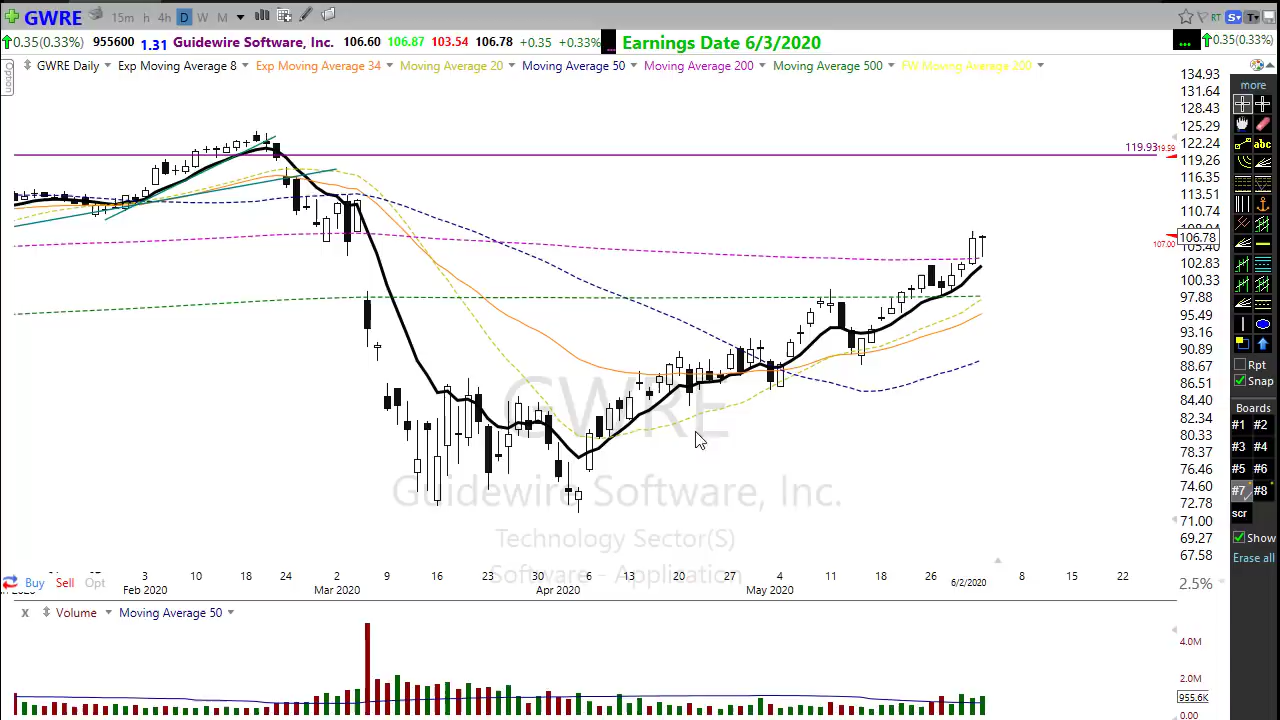 GWRE 15m h 4h D W M RT S T
0.35(0.33%) 955600 1.31 Guidewire Software, Inc. 106.60 106.87 103.54 106.78 +0.35 +0.33% ... Earnings Date 6/3/2020 ... 0.35(0.33%)
Option
GWRE Daily Exp Moving Average 8 Exp Moving Average 34 Moving Average 20 Moving Average 50 Moving Average 200 Moving Average 500 FW Moving Average 200
134.93
131.64
128.43
125.29
122.24
119.93
119.59
119.26
116.35
113.51
110.74
106.78
107.00
105.40
102.83
100.33
97.88
95.49
93.16
90.89
88.67
86.51
84.40
82.34
80.33
78.37
76.46
74.60
72.78
71.00
69.27
67.58
more
abc
Rpt
Snap
Boards
#1 #2
#3 #4
#5 #6
#7 #8
scr
Show
Erase all
GWRE
Guidewire Software, Inc.
Technology Sector(S)
Software - Application
3 10 18 24 2 9 16 23 30 6 13 20 27 4 11 18 26 6/2/2020 8 15 22
Feb 2020 Mar 2020 Apr 2020 May 2020
Buy Sell Opt
2.5%
X Volume Moving Average 50
4.0M
2.0M
955.6K
0.00